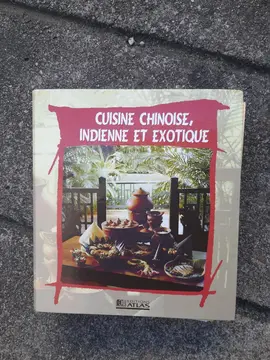 CUISINE CHINOISE,
INDIENNE ET EXOTIQUE
ATLAS